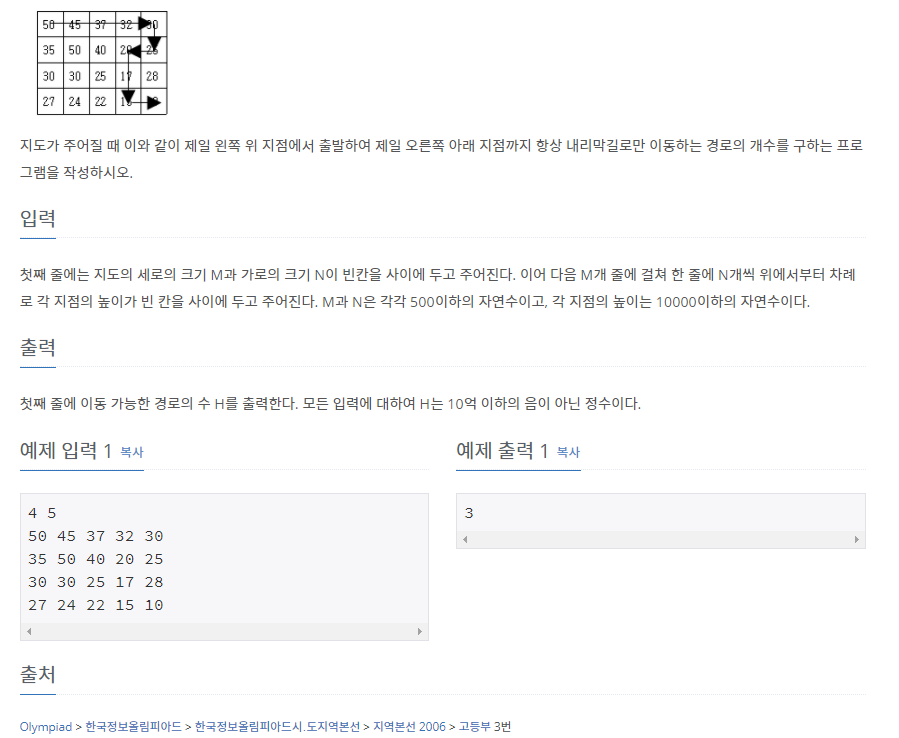 50 45 37 32 30
35 50 40 20 25
30 30 25 17 28
27 24 22
지도가 주어질 때 이와 같이 제일 왼쪽 위 지점에서 출발하여 제일 오른쪽 아래 지점까지 항상 내리막길로만 이동하는 경로의 개수를 구하는 프로
그램을 작성하시오.
입력
첫째 줄에는 지도의 세로의 크기 M과 가로의 크기 N이 빈칸을 사이에 두고 주어진다. 이어 다음 M개 줄에 걸쳐 한 줄에 N개씩 위에서부터 차례
로 각 지점의 높이가 빈 칸을 사이에 두고 주어진다. M과 N은 각각 500이하의 자연수이고, 각 지점의 높이는 10000이하의 자연수이다.
출력
첫째 줄에 이동 가능한 경로의 수 H를 출력한다. 모든 입력에 대하여 H는 10억 이하의 음이 아닌 정수이다.
예제 입력 1 복사
4 5
50 45 37 32 30
35 50 40 20 25
30 30 25 17 28
27 24 22 15 10
예제 출력 1 복사
3
출처
Olympiad > 한국정보올림피아드 > 한국정보올림피아드시.도지역본선 > 지역본선 2006 > 고등부 3번